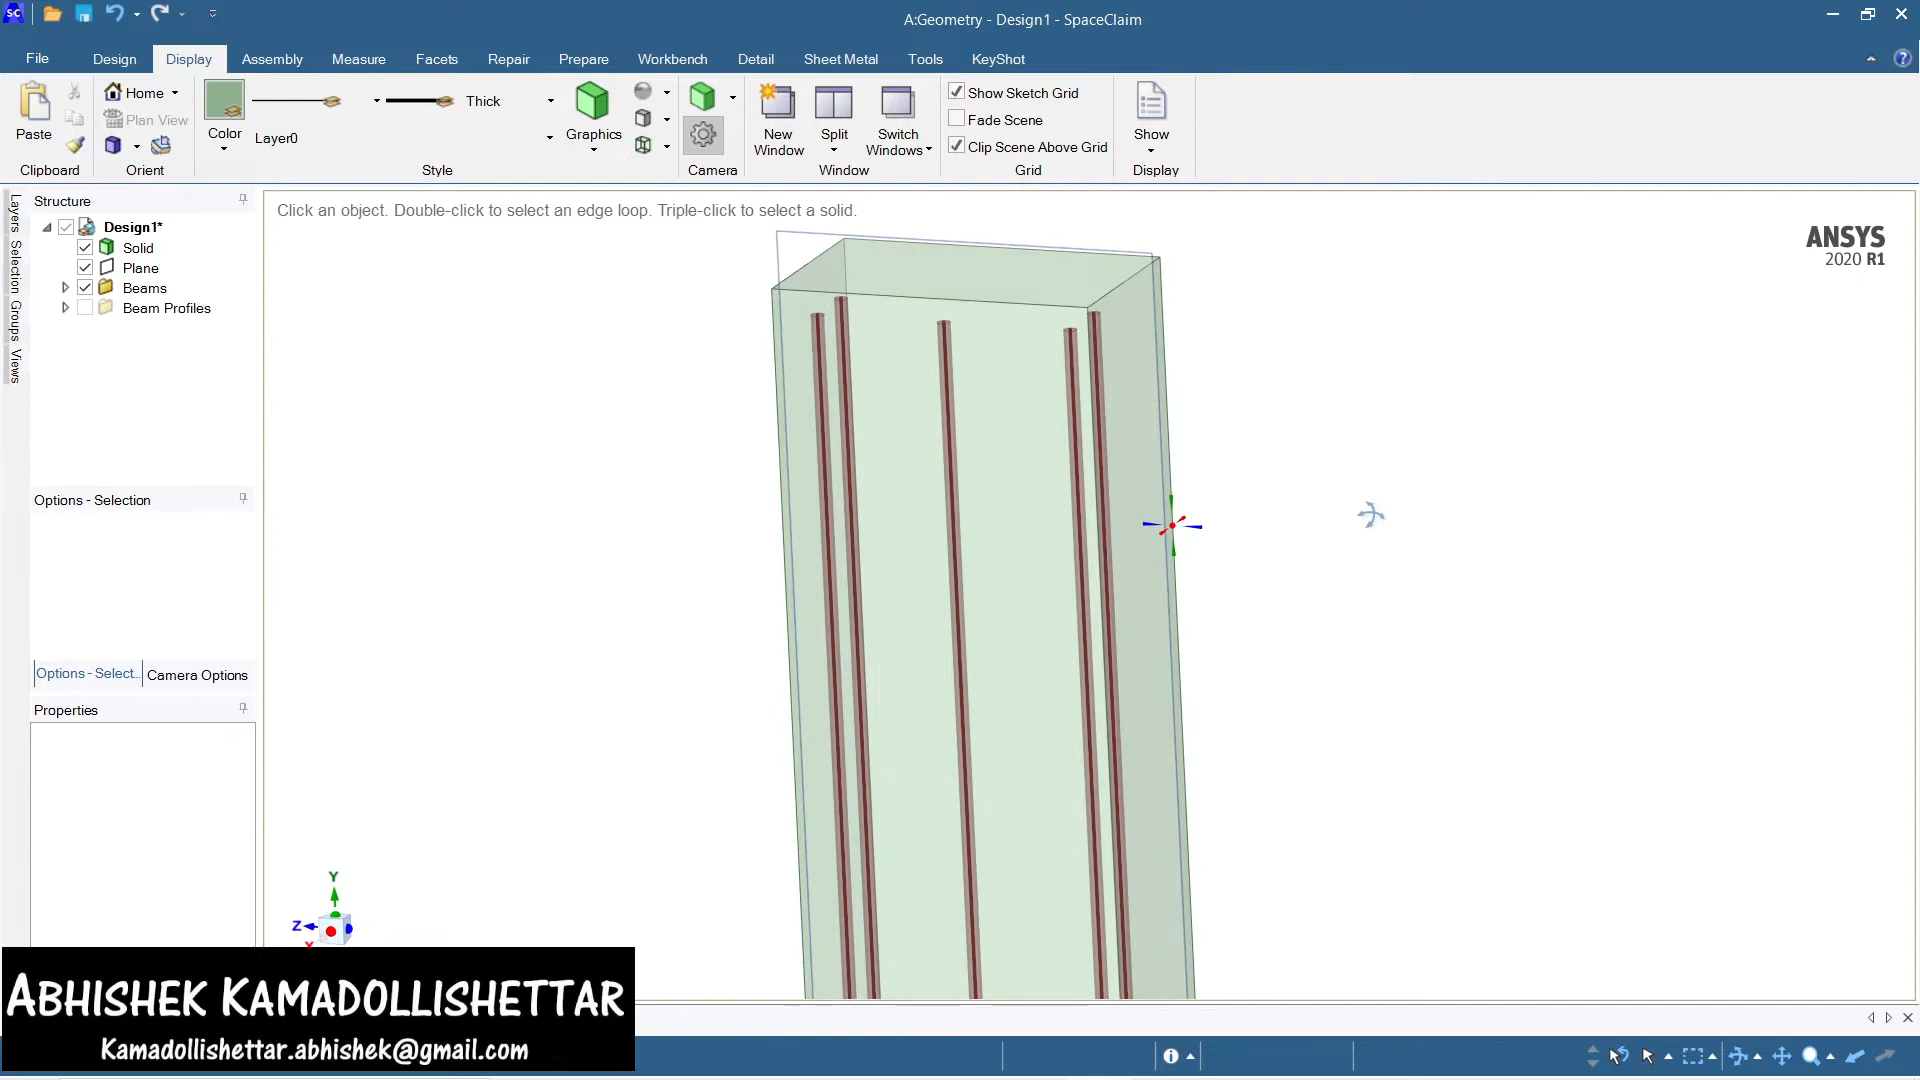 SC
A:Geometry - Design1 - SpaceClaim
File Design Display Assembly Measure Facets Repair Prepare Workbench Detail Sheet Metal Tools KeyShot
Paste
Clipboard
Home
Plan View
Orient
Color
Layer0
Thick
Graphics
Style
Camera
New Window
Split
Switch Windows
Window
Show Sketch Grid
Fade Scene
Clip Scene Above Grid
Grid
Show
Display
Layers Selection Groups Views
Structure
Design1*
Solid
Plane
Beams
Beam Profiles
Options - Selection
Options - Select... Camera Options
Properties
Click an object. Double-click to select an edge loop. Triple-click to select a solid.
ANSYS
2020 R1
Y
Z
X
ABHISHEK KAMADOLLISHETTAR
Kamadollishettar.abhishek@gmail.com